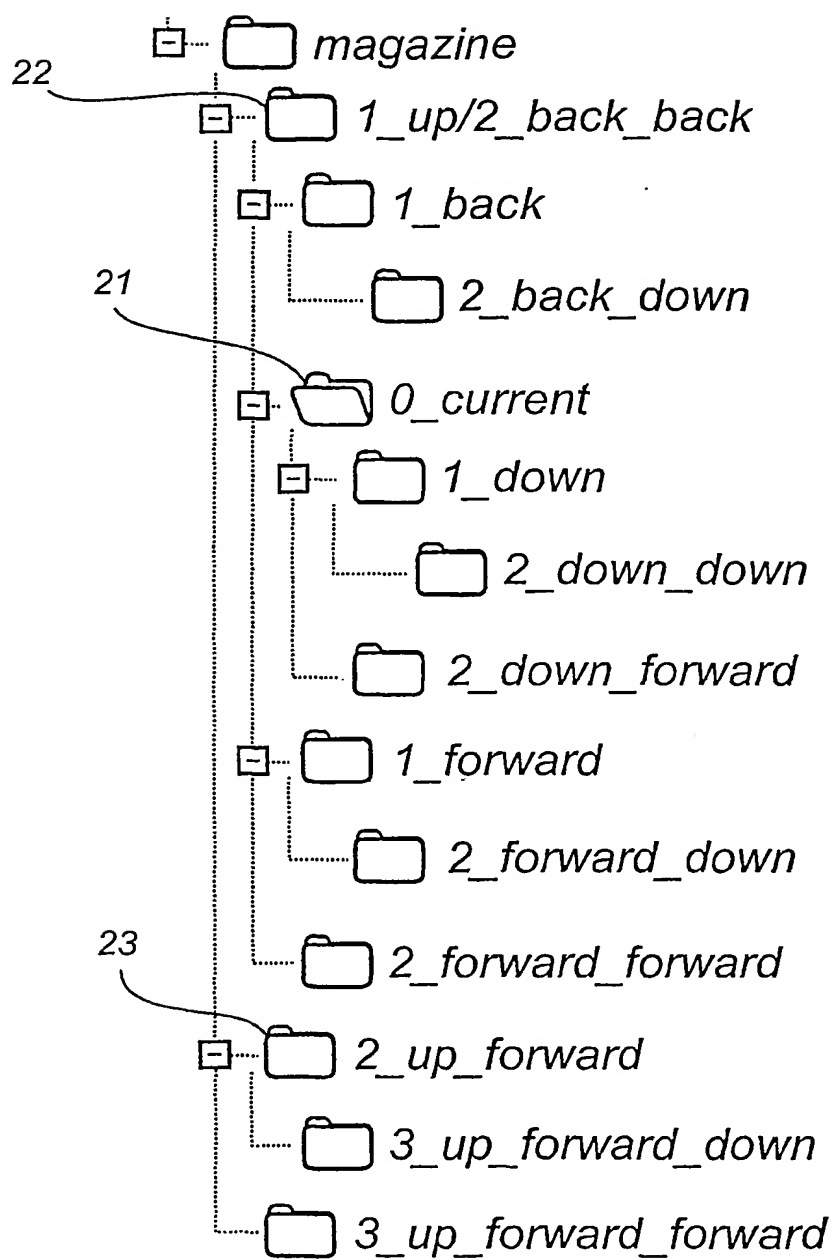 magazine
22
1_up/2_back_back
1_back
21
2_back_down
0_current
1_down
2_down_down
2_down_forward
1_forward
2_forward_down
23
2_forward_forward
2_up_forward
3_up_forward_down
3_up_forward_forward